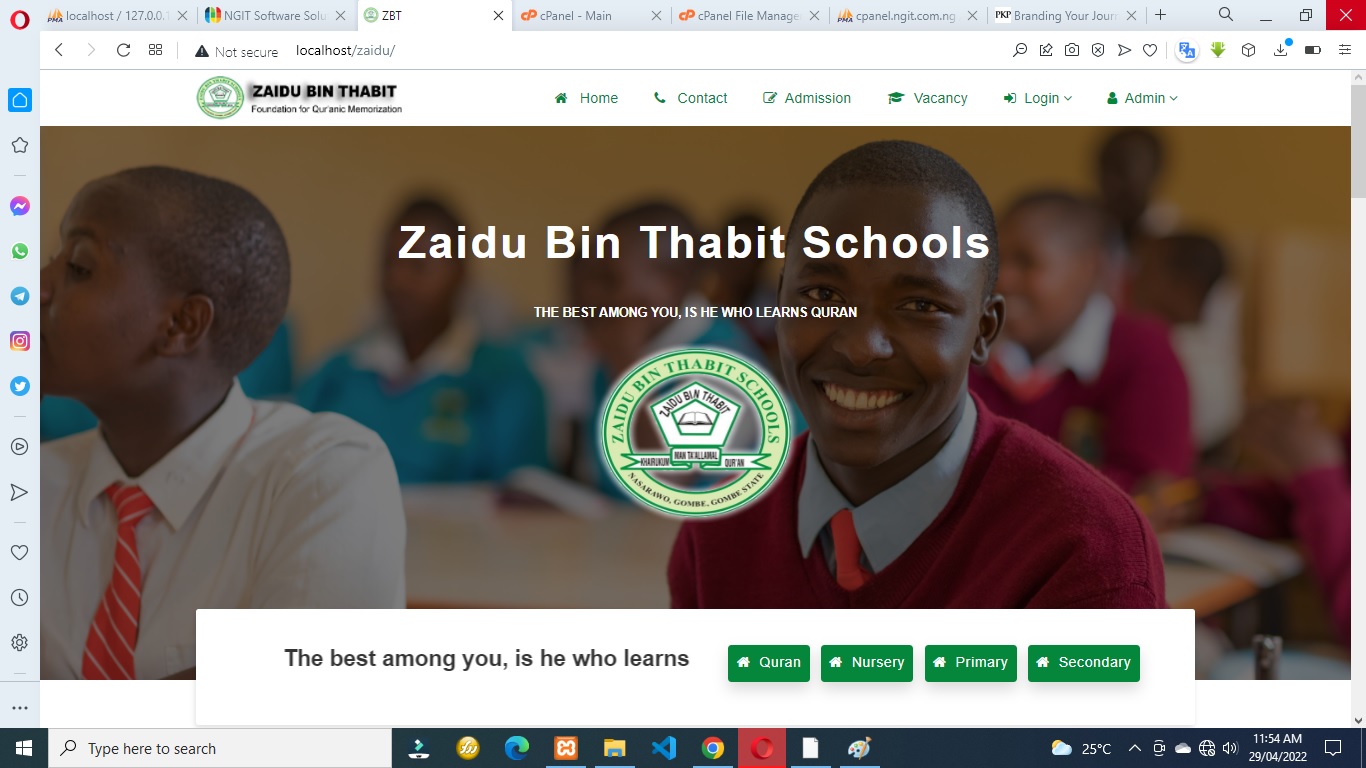 localhost / 127.0.0.1
NGIT Software Solu
ZBT
cPanel - Main
cPanel File Manage
cpanel.ngit.com.ng
PKP Branding Your Journ
Not secure localhost/zaidu/
ZAIDU BIN THABIT
Foundation for Qur'anic Memorization
Home
Contact
Admission
Vacancy
Login
Admin
Zaidu Bin Thabit Schools
THE BEST AMONG YOU, IS HE WHO LEARNS QURAN
ZAIDU BIN THABIT SCHOOLS
ZAIDU BIN THABIT
KHAIRUKUM MAN TA'ALLAMAL QUR'AN
NASARAWO, GOMBE, GOMBE STATE
The best among you, is he who learns
Quran
Nursery
Primary
Secondary
Type here to search
25°C
11:54 AM
29/04/2022